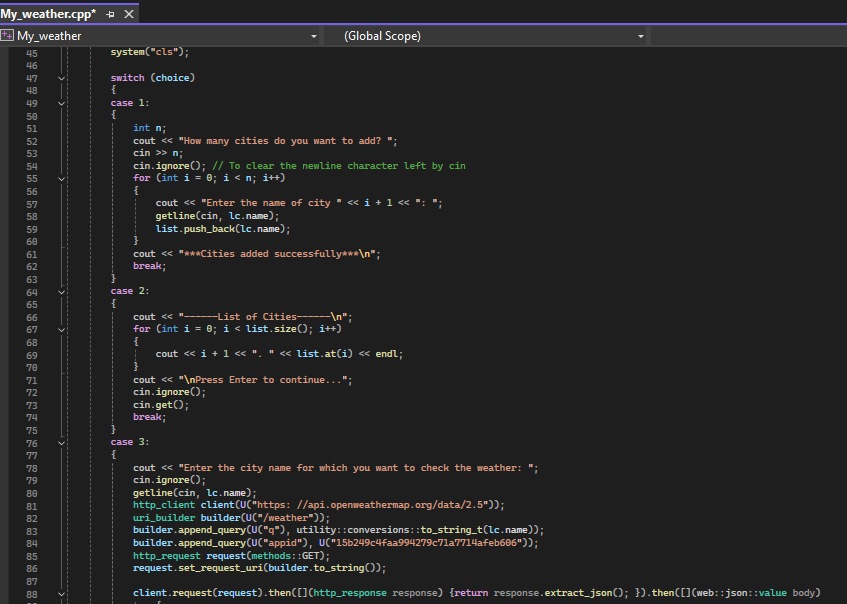 My_weather.cpp*
My_weather (Global Scope)
45 system("cls");
46
47 switch (choice)
48 {
49 case 1:
50 {
51 int n;
52 cout << "How many cities do you want to add? ";
53 cin >> n;
54 cin.ignore(); // To clear the newline character left by cin
55 for (int i = 0; i < n; i++)
56 {
57 cout << "Enter the name of city " << i + 1 << ": ";
58 getline(cin, lc.name);
59 list.push_back(lc.name);
60 }
61 cout << "***Cities added successfully***\n";
62 break;
63 }
64 case 2:
65 {
66 cout << "------List of Cities------\n";
67 for (int i = 0; i < list.size(); i++)
68 {
69 cout << i + 1 << ". " << list.at(i) << endl;
70 }
71 cout << "\nPress Enter to continue...";
72 cin.ignore();
73 cin.get();
74 break;
75 }
76 case 3:
77 {
78 cout << "Enter the city name for which you want to check the weather: ";
79 cin.ignore();
80 getline(cin, lc.name);
81 http_client client(U("https: //api.openweathermap.org/data/2.5"));
82 uri_builder builder(U("/weather"));
83 builder.append_query(U("q"), utility::conversions::to_string_t(lc.name));
84 builder.append_query(U("appid"), U("15b249c4faa994279c71a7714afeb606"));
85 http_request request(methods::GET);
86 request.set_request_uri(builder.to_string());
87
88 client.request(request).then([](http_response response) {return response.extract_json(); }).then([](web::json::value body)